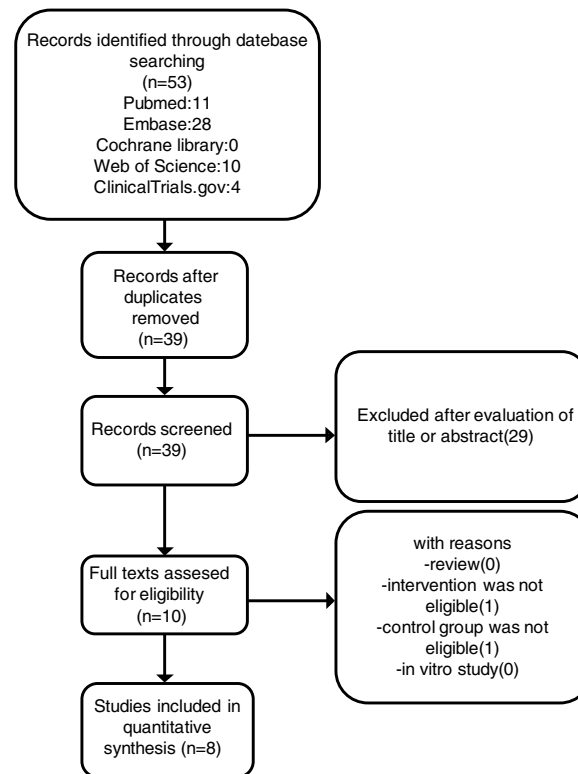 Records identified through datebase
searching
(n=53)
Pubmed:11
Embase:28
Cochrane library:0
Web of Science:10
ClinicalTrials.gov:4
Records after
duplicates
removed
(n=39)
Records screened
(n=39)
Excluded after evaluation of
title or abstract(29)
Full texts assesed
for eligibility
(n=10)
with reasons
-review(0)
-intervention was not
eligible(1)
-control group was not
eligible(1)
-in vitro study(0)
Studies included in
quantitative
synthesis (n=8)